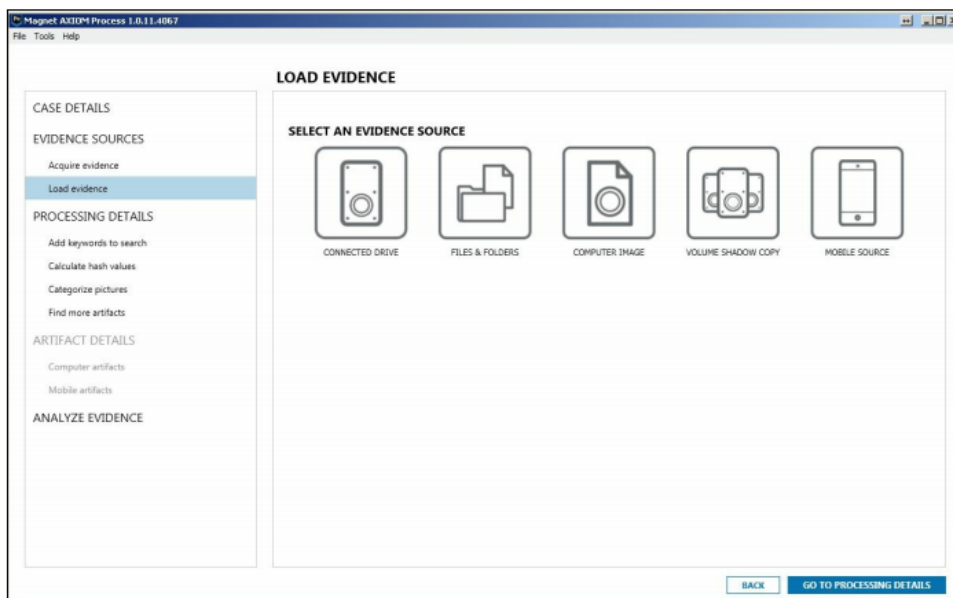 Magnet AXIOM Process 1.0.11.4067
File Tools Help
LOAD EVIDENCE
CASE DETAILS
EVIDENCE SOURCES
Acquire evidence
Load evidence
PROCESSING DETAILS
Add keywords to search
Calculate hash values
Categorize pictures
Find more artifacts
ARTIFACT DETAILS
Computer artifacts
Mobile artifacts
ANALYZE EVIDENCE
SELECT AN EVIDENCE SOURCE
CONNECTED DRIVE
FILES & FOLDERS
COMPUTER IMAGE
VOLUME SHADOW COPY
MOBILE SOURCE
BACK
GO TO PROCESSING DETAILS